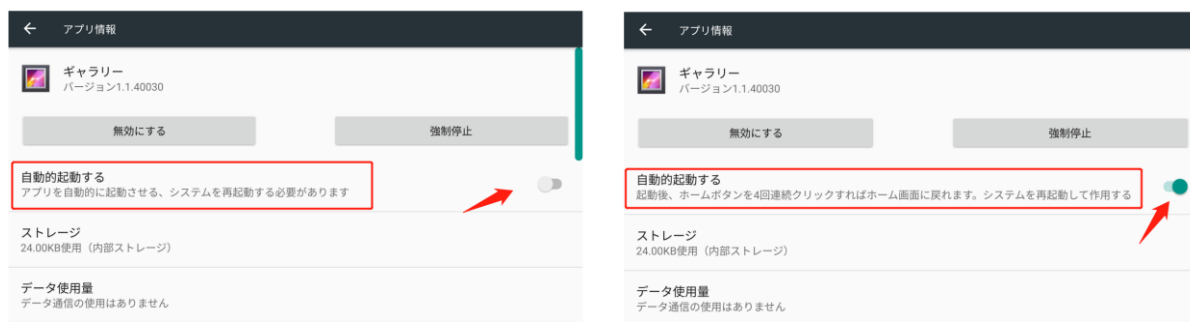 アプリ情報
ギャラリー
バージョン1.1.40030
無効にする
強制停止
自動的起動する
アプリを自動的に起動させる、システムを再起動する必要があります
ストレージ
24.00KB使用（内部ストレージ）
データ使用量
データ通信の使用はありません
アプリ情報
ギャラリー
バージョン1.1.40030
無効にする
強制停止
自動的起動する
起動後、ホームボタンを4回連続クリックすればホーム画面に戻れます。システムを再起動して作用する
ストレージ
24.00KB使用（内部ストレージ）
データ使用量
データ通信の使用はありません